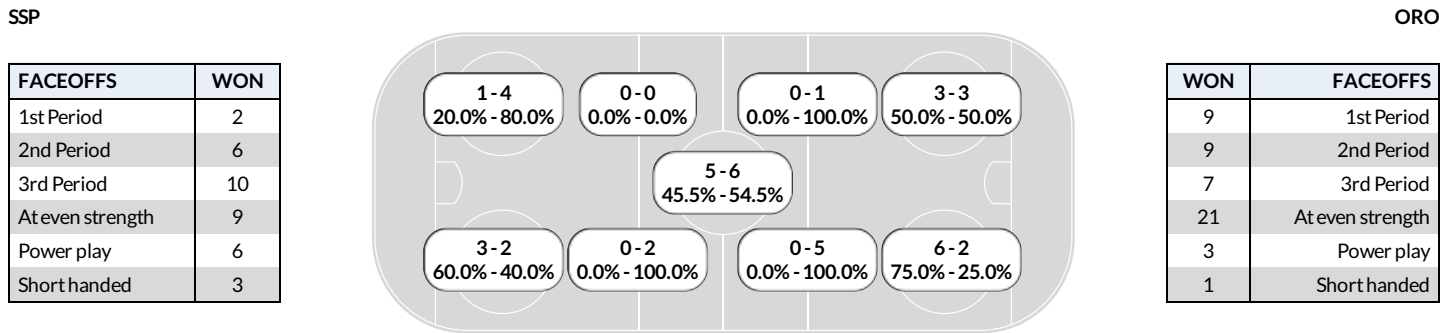 SSP
ORO
FACEOFFS WON
1st Period 2
2nd Period 6
3rd Period 10
At even strength 9
Power play 6
Short handed 3
1 - 4
20.0% - 80.0%
0 - 0
0.0% - 0.0%
0 - 1
0.0% - 100.0%
3 - 3
50.0% - 50.0%
5 - 6
45.5% - 54.5%
3 - 2
60.0% - 40.0%
0 - 2
0.0% - 100.0%
0 - 5
0.0% - 100.0%
6 - 2
75.0% - 25.0%
WON FACEOFFS
9 1st Period
9 2nd Period
7 3rd Period
21 At even strength
3 Power play
1 Short handed